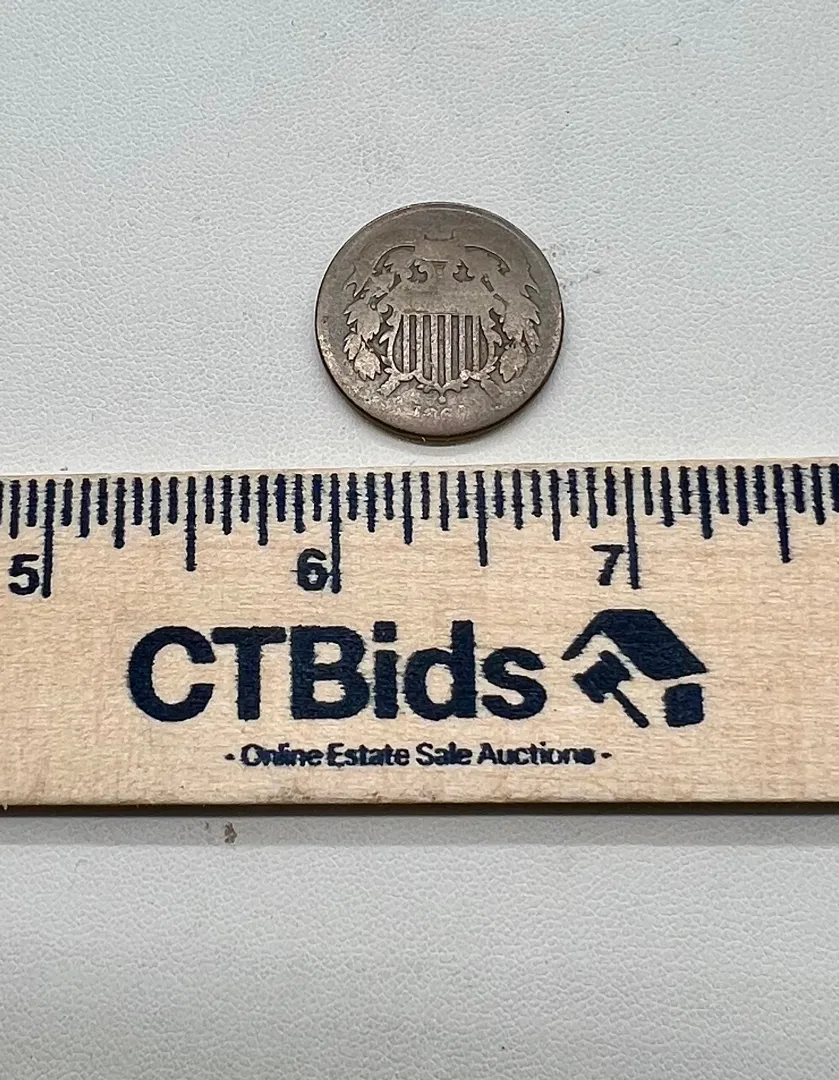 5 6 7
CTBids
- Online Estate Sale Auctions -